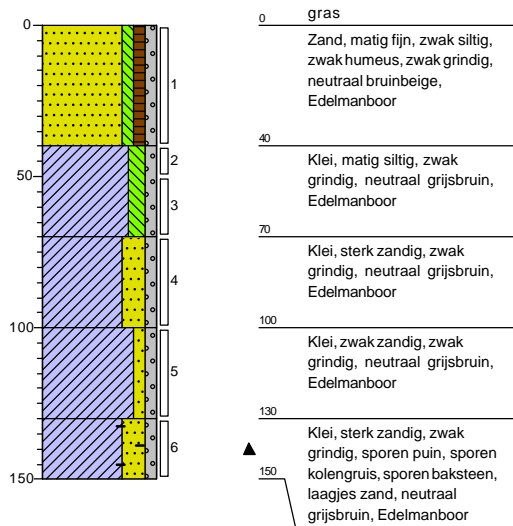 0
50
100
150
1
2
3
4
5
6
0
gras
Zand, matig fijn, zwak siltig,
zwak humeus, zwak grindig,
neutraal bruinbeige,
Edelmanboor
40
Klei, matig siltig, zwak
grindig, neutraal grijsbruin,
Edelmanboor
70
Klei, sterk zandig, zwak
grindig, neutraal grijsbruin,
Edelmanboor
100
Klei, zwak zandig, zwak
grindig, neutraal grijsbruin,
Edelmanboor
130
Klei, sterk zandig, zwak
grindig, sporen puin, sporen
kolengruis, sporen baksteen,
laagjes zand, neutraal
grijsbruin, Edelmanboor
150